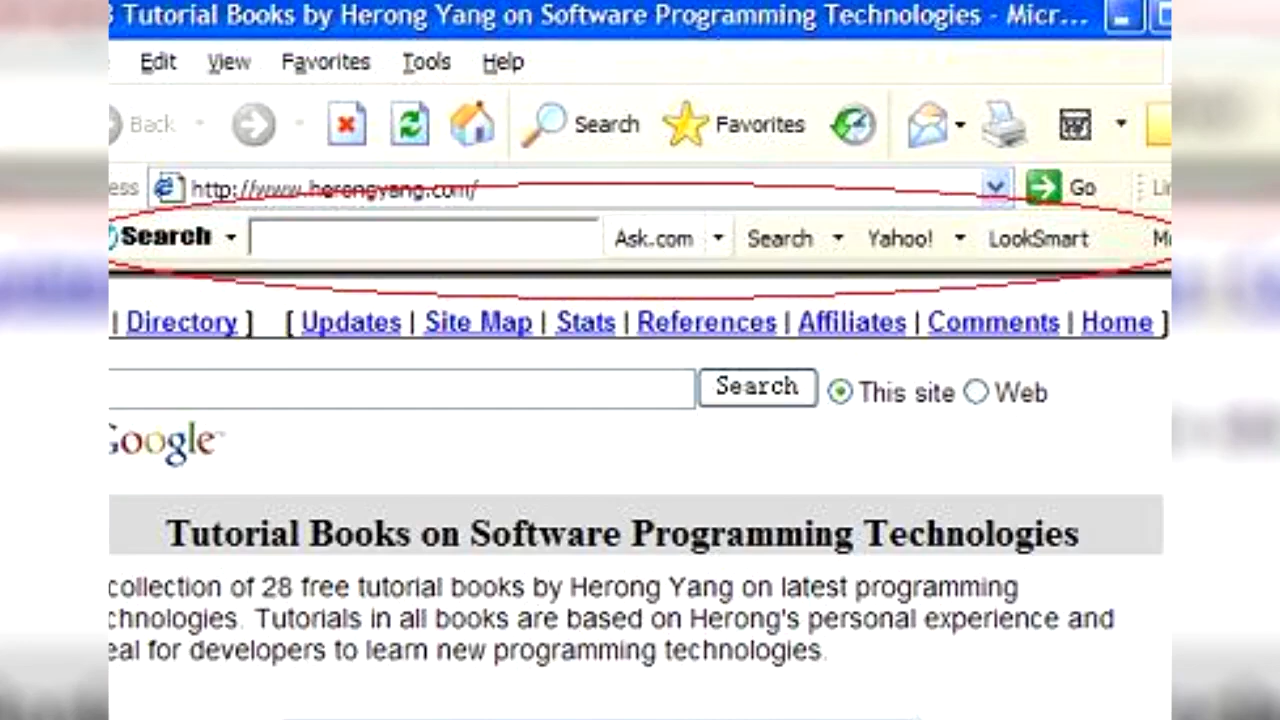 Tutorial Books by Herong Yang on Software Programming Technologies - Micr...
Edit View Favorites Tools Help
Back Search Favorites
ess http://www.herongyang.com/ Go
Search Ask.com Search Yahoo! LookSmart
| Directory ] [ Updates | Site Map | Stats | References | Affiliates | Comments | Home ]
Search This site Web
Google™
Tutorial Books on Software Programming Technologies
collection of 28 free tutorial books by Herong Yang on latest programming
chnologies. Tutorials in all books are based on Herong's personal experience and
eal for developers to learn new programming technologies.